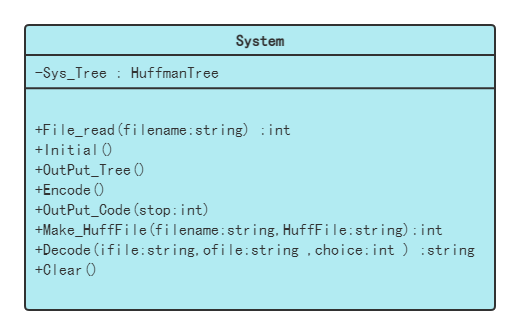 System
-Sys_Tree : HuffmanTree
+File_read(filename:string) :int
+Initial()
+OutPut_Tree()
+Encode()
+OutPut_Code(stop:int)
+Make_HuffFile(filename:string,HuffFile:string):int
+Decode(ifile:string,ofile:string ,choice:int ) :string
+Clear()